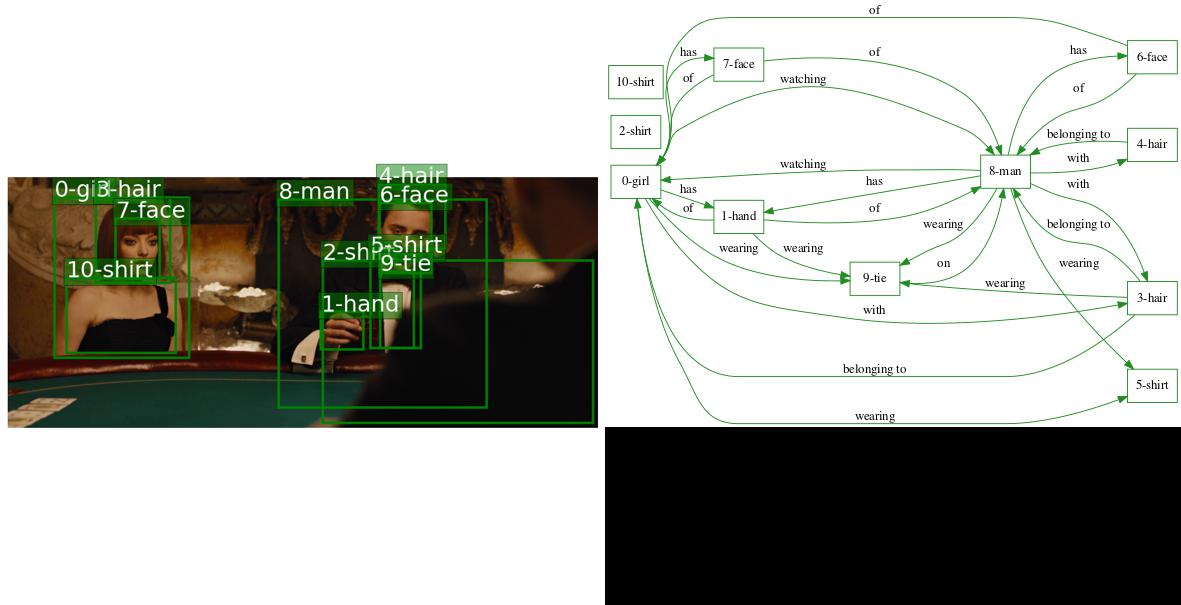 4-hair
0-gi
3-hair
8-man
6-face
7-face
5-shirt
2-sh
9-tie
10-shirt
1-hand
of
has
7-face
of
has
6-face
10-shirt
of
watching
of
2-shirt
belonging to
4-hair
with
watching
8-man
0-girl
has
has
with
of
1-hand
of
wearing
belonging to
wearing
wearing
on
wearing
9-tie
wearing
3-hair
with
belonging to
5-shirt
wearing